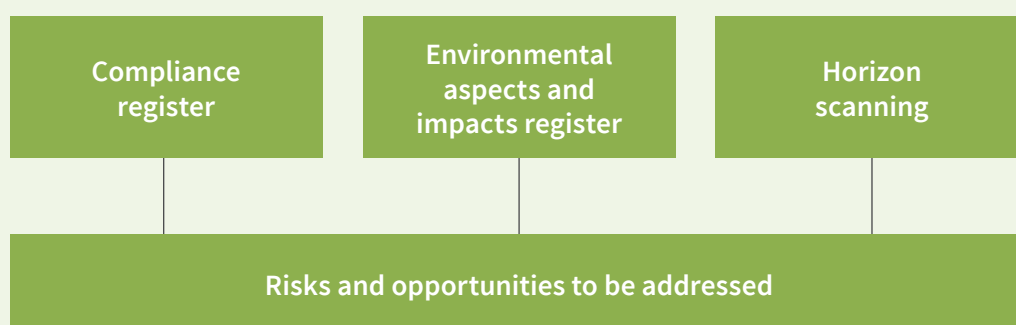 Compliance
register
Environmental
aspects and
impacts register
Horizon
scanning
Risks and opportunities to be addressed